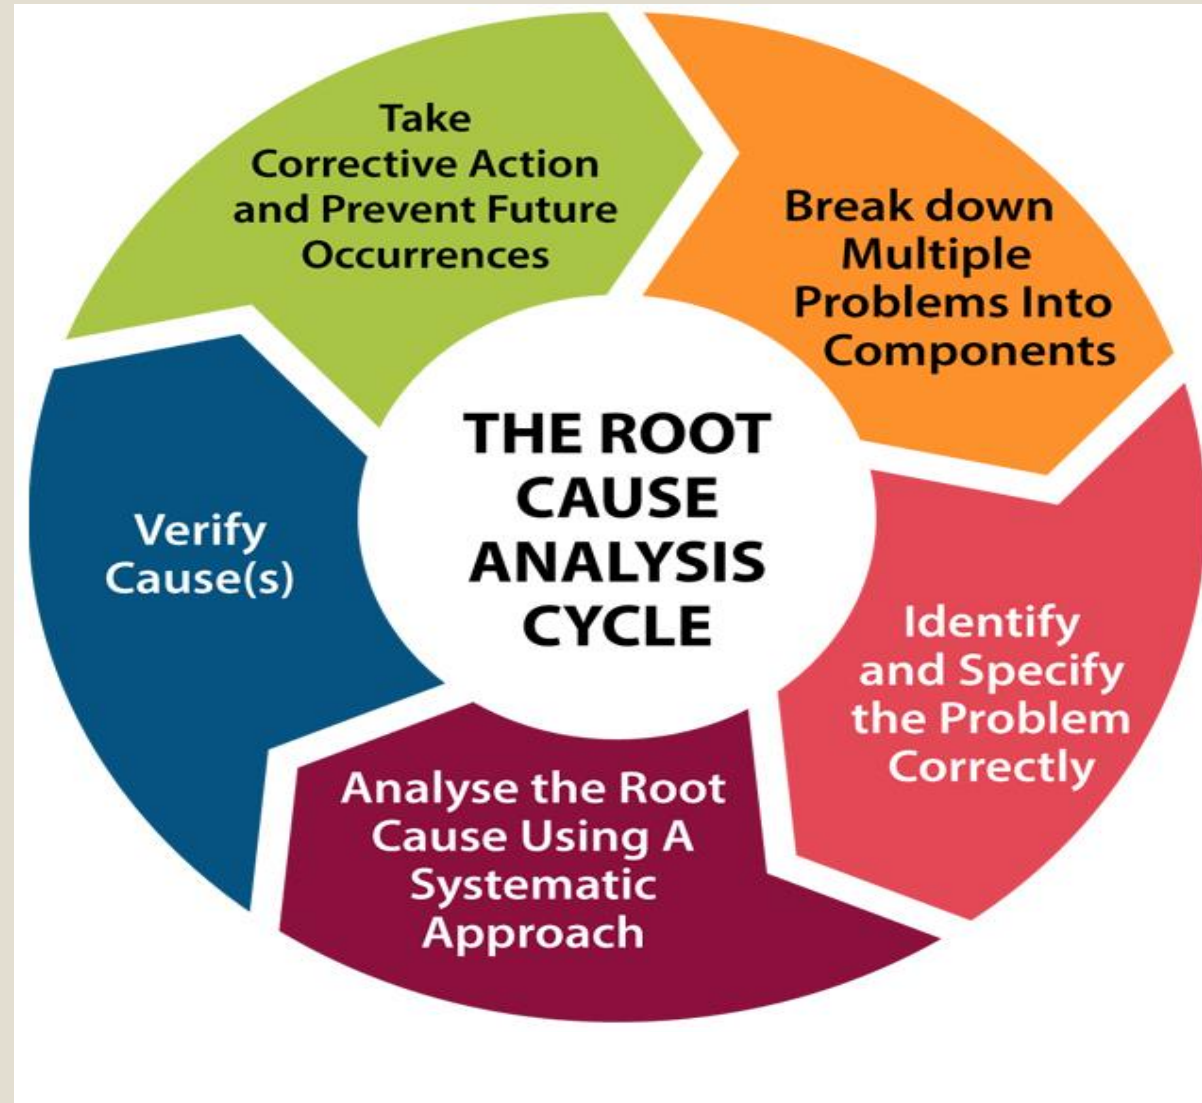 THE ROOT
CAUSE
ANALYSIS
CYCLE
Break down
Multiple
Problems Into
Components
Identify
and Specify
the Problem
Correctly
Analyse the Root
Cause Using A
Systematic
Approach
Verify
Cause(s)
Take
Corrective Action
and Prevent Future
Occurrences